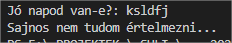 Jó napod van-e?: ksldfj
Sajnos nem tudom értelmezni...